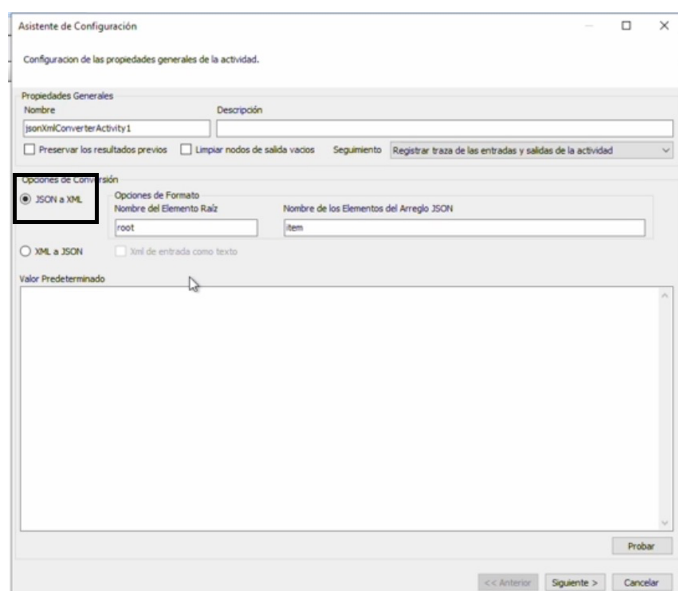 Asistente de Configuración
Configuracion de las propiedades generales de la actividad.
Propiedades Generales
Nombre Descripción
jsonXmlConverterActivity1
Preservar los resultados previos Limpiar nodos de salida vacios Seguimiento Registrar traza de las entradas y salidas de la actividad
Opciones de Conversión
JSON a XML Opciones de Formato
Nombre del Elemento Raíz Nombre de los Elementos del Arreglo JSON
root item
XML a JSON Xml de entrada como texto
Valor Predeterminado
Probar
<< Anterior Siguiente > Cancelar